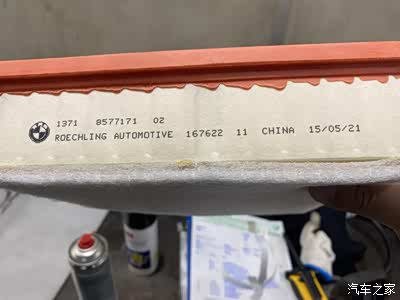 1371 8577171 02
ROECHLING AUTOMOTIVE 167622 11 CHINA 15/05/21
汽车之家